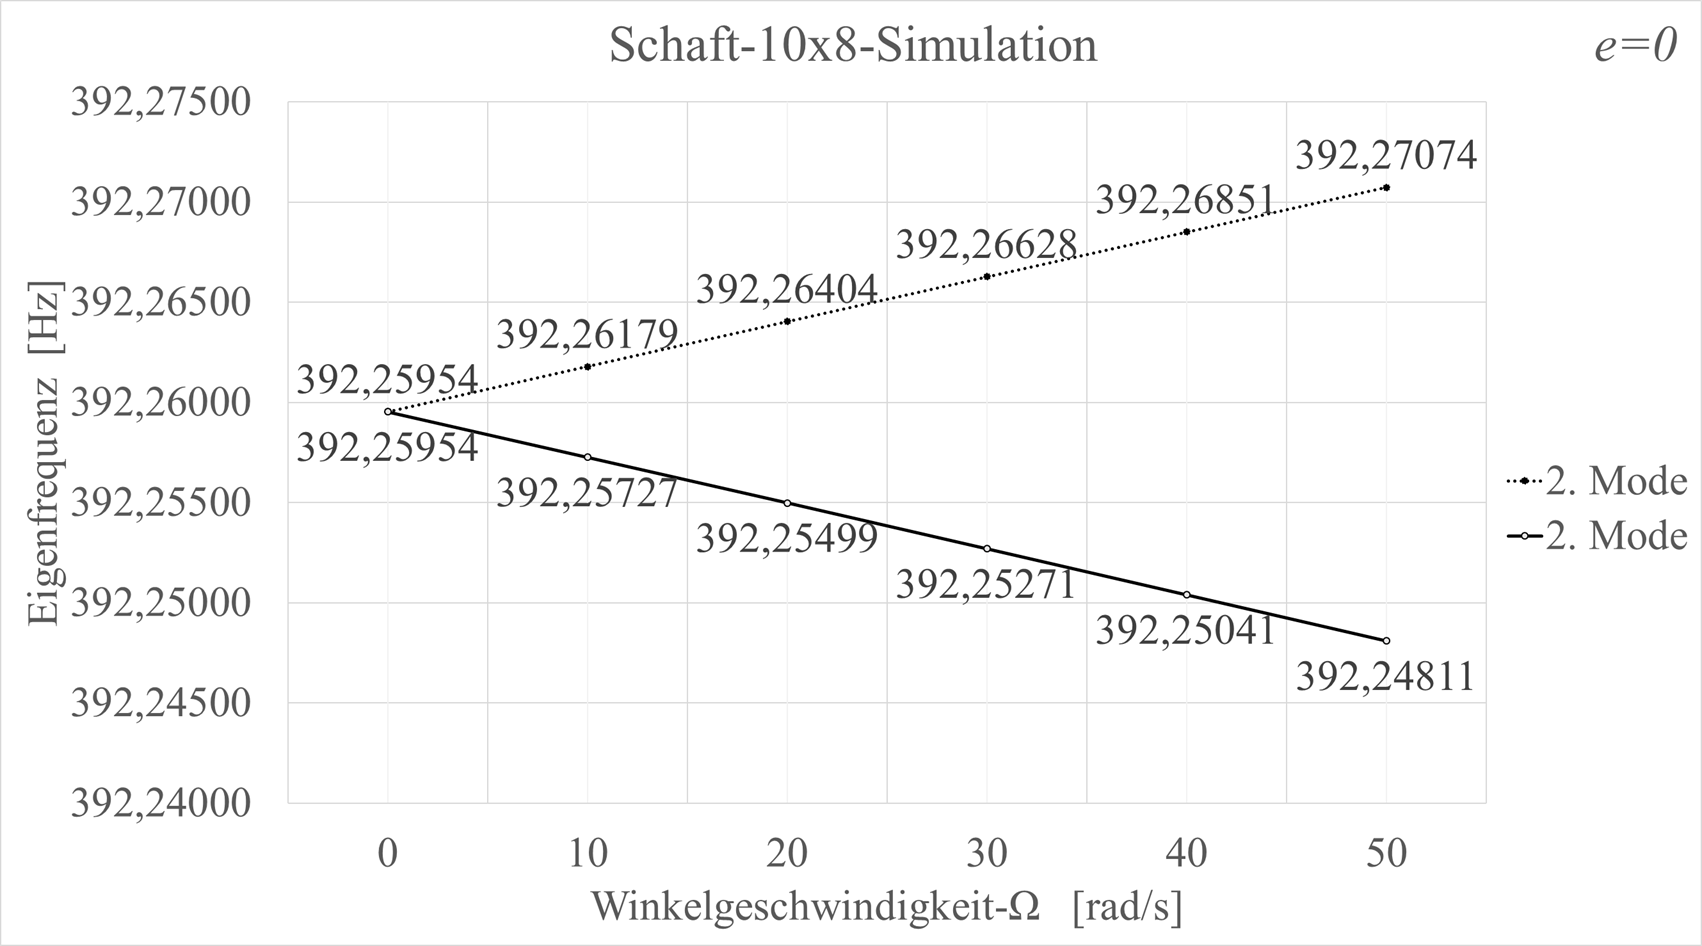 Schaft-10x8-Simulation
e=0
392,27500
392,27000
392,26500
392,26000
392,25500
392,25000
392,24500
392,24000
Eigenfrequenz [Hz]
392,25954
392,26179
392,26404
392,26628
392,26851
392,27074
392,25954
392,25727
392,25499
392,25271
392,25041
392,24811
2. Mode
2. Mode
0 10 20 30 40 50
Winkelgeschwindigkeit-Ω [rad/s]